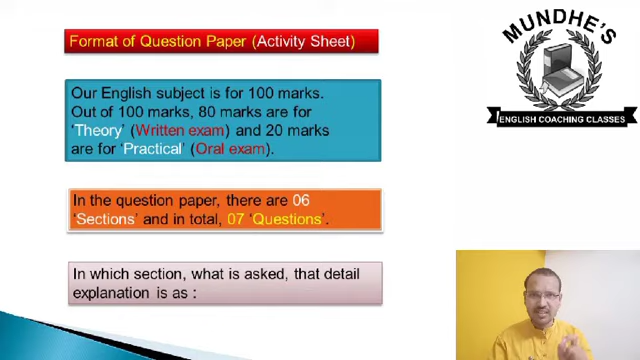 Format of Question Paper (Activity Sheet)
Our English subject is for 100 marks.
Out of 100 marks, 80 marks are for
'Theory' (Written exam) and 20 marks
are for 'Practical' (Oral exam).
In the question paper, there are 06
'Sections' and in total, 07 'Questions'.
In which section, what is asked, that detail
explanation is as :
MUNDHE'S
ENGLISH COACHING CLASSES